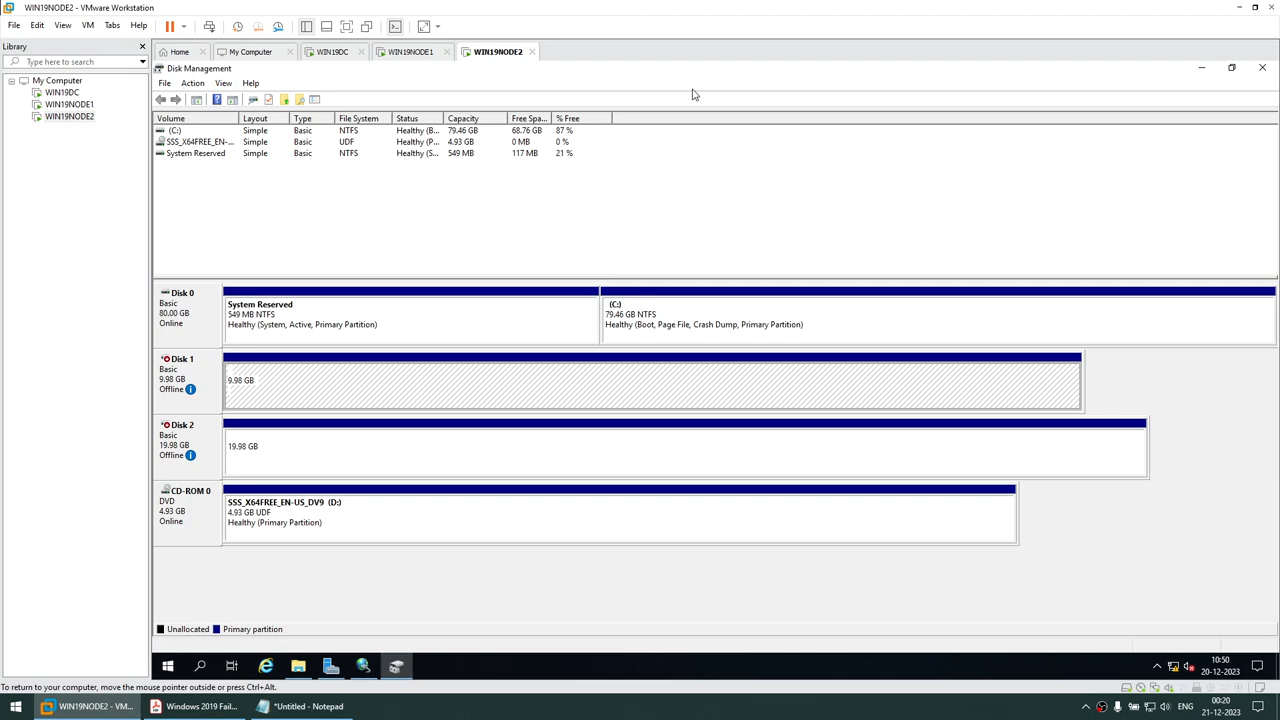 WIN19NODE2 - VMware Workstation
File Edit View VM Tabs Help
Library
Type here to search
My Computer
WIN19DC
WIN19NODE1
WIN19NODE2
Home My Computer WIN19DC WIN19NODE1 WIN19NODE2
Disk Management
File Action View Help
Volume Layout Type File System Status Capacity Free Spa... % Free
(C:) Simple Basic NTFS Healthy (B... 79.46 GB 68.76 GB 87 %
SSS_X64FREE_EN-... Simple Basic UDF Healthy (P... 4.93 GB 0 MB 0 %
System Reserved Simple Basic NTFS Healthy (S... 549 MB 117 MB 21 %
Disk 0
Basic
80.00 GB
Online
System Reserved
549 MB NTFS
Healthy (System, Active, Primary Partition)
(C:)
79.46 GB NTFS
Healthy (Boot, Page File, Crash Dump, Primary Partition)
Disk 1
Basic
9.98 GB
Offline
9.98 GB
Disk 2
Basic
19.98 GB
Offline
19.98 GB
CD-ROM 0
DVD
4.93 GB
Online
SSS_X64FREE_EN-US_DV9 (D:)
4.93 GB UDF
Healthy (Primary Partition)
Unallocated Primary partition
10:50
20-12-2023
To return to your computer, move the mouse pointer outside or press Ctrl+Alt.
WIN19NODE2 - VM... Windows 2019 Fail... *Untitled - Notepad
ENG
00:20
21-12-2023